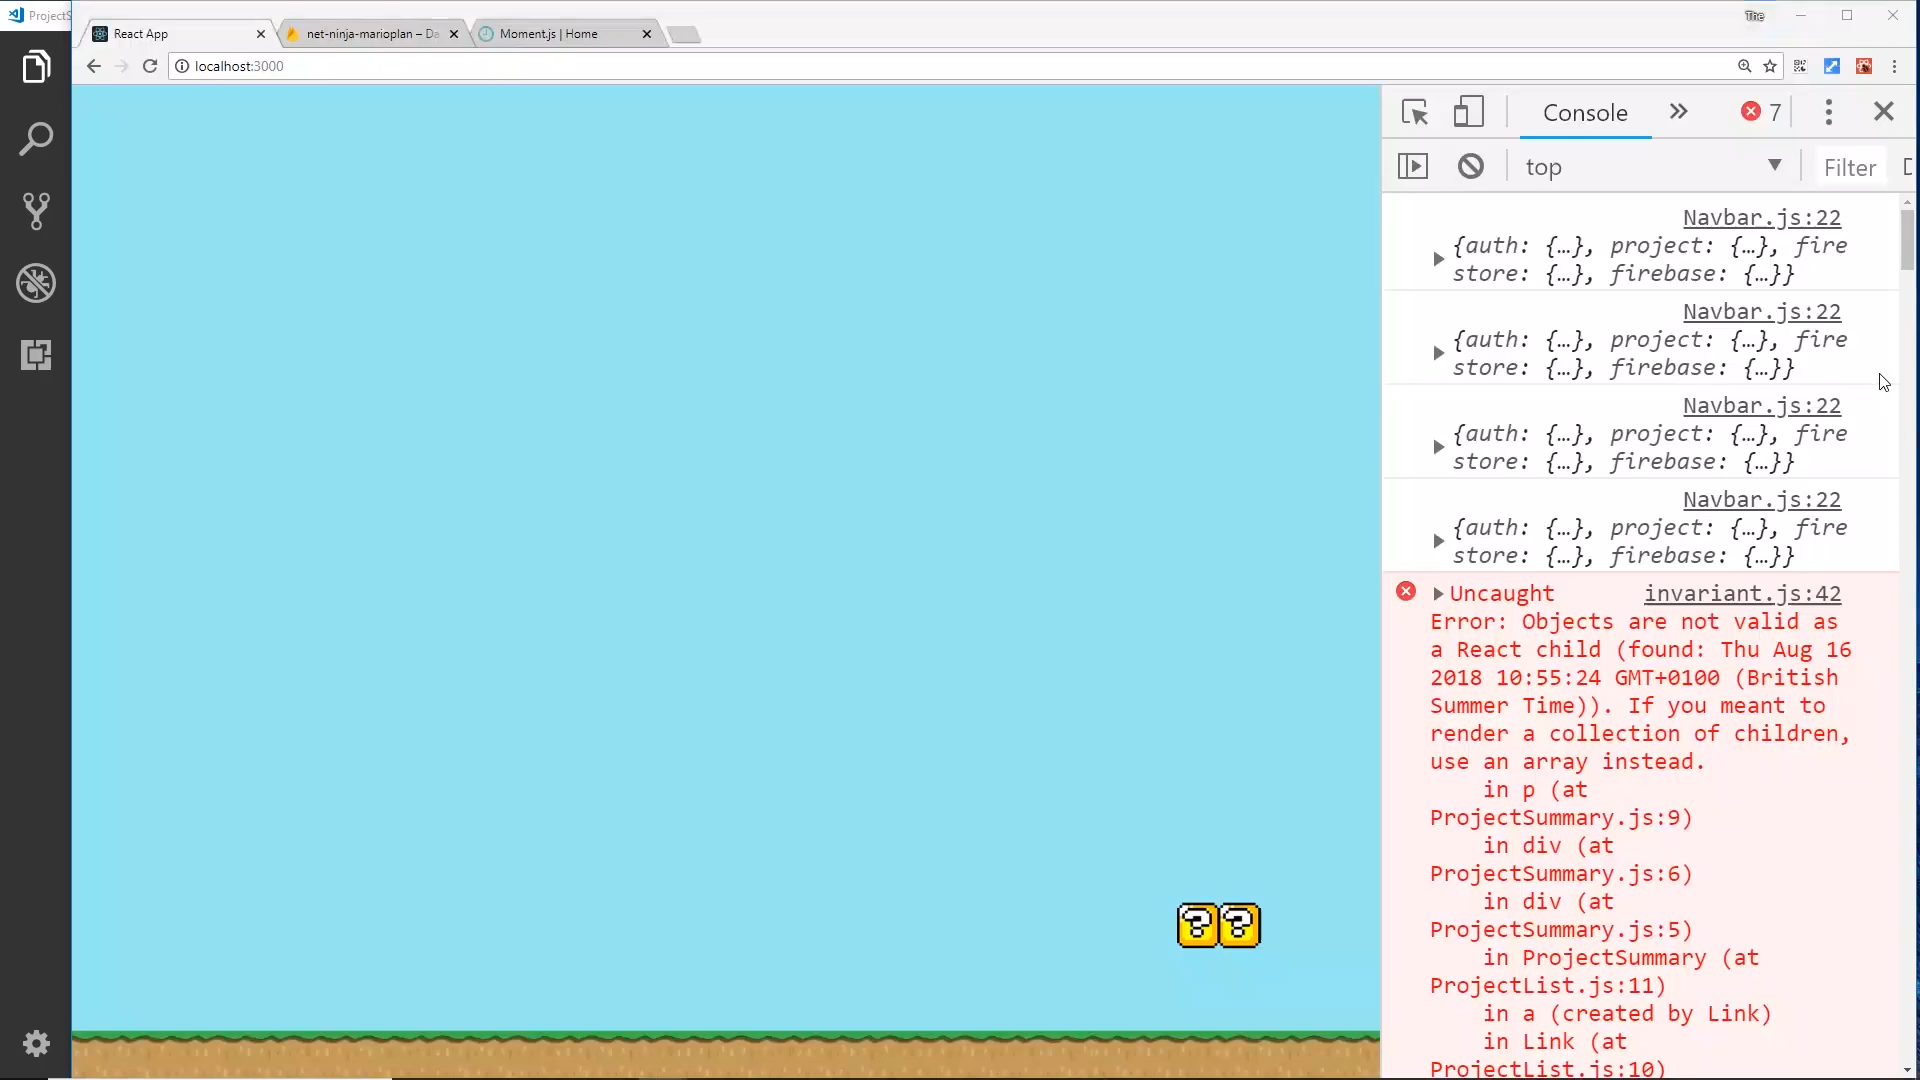 ProjectS
React App
net-ninja-marioplan – Da
Moment.js | Home
The
localhost:3000
Console
7
top
Filter
Navbar.js:22
{auth: {…}, project: {…}, fire
store: {…}, firebase: {…}}
Navbar.js:22
{auth: {…}, project: {…}, fire
store: {…}, firebase: {…}}
Navbar.js:22
{auth: {…}, project: {…}, fire
store: {…}, firebase: {…}}
Navbar.js:22
{auth: {…}, project: {…}, fire
store: {…}, firebase: {…}}
Uncaught invariant.js:42
Error: Objects are not valid as
a React child (found: Thu Aug 16
2018 10:55:24 GMT+0100 (British
Summer Time)). If you meant to
render a collection of children,
use an array instead.
in p (at
ProjectSummary.js:9)
in div (at
ProjectSummary.js:6)
in div (at
ProjectSummary.js:5)
in ProjectSummary (at
ProjectList.js:11)
in a (created by Link)
in Link (at
ProjectList.js:10)
? ?